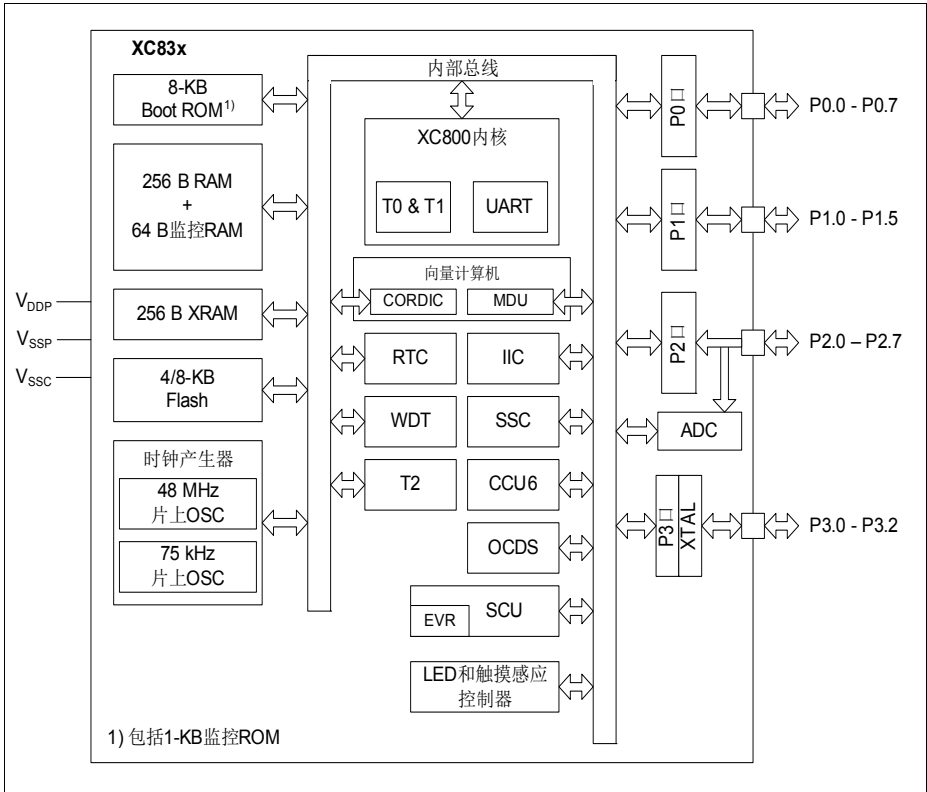 XC83x
内部总线
8-KB
Boot ROM1)
256 B RAM
+
64 B监控RAM
256 B XRAM
4/8-KB
Flash
时钟产生器
48 MHz
片上OSC
75 kHz
片上OSC
VDDP
VSSP
VSSC
XC800内核
T0 & T1
UART
向量计算机
CORDIC
MDU
RTC
IIC
WDT
SSC
T2
CCU6
OCDS
SCU
EVR
LED和触摸感应
控制器
P0口
P0.0 - P0.7
P1口
P1.0 - P1.5
P2口
P2.0 – P2.7
ADC
P3口
XTAL
P3.0 - P3.2
1) 包括1-KB监控ROM